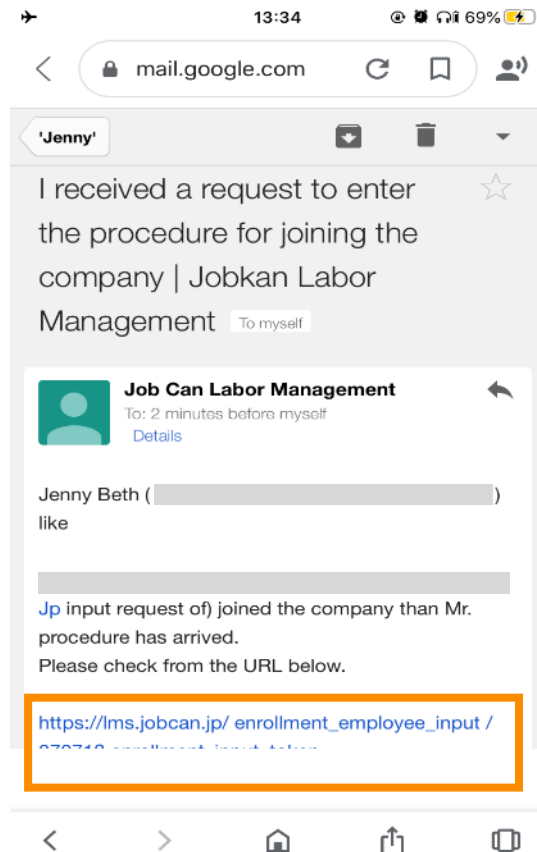 13:34 69%
mail.google.com
'Jenny'
I received a request to enter
the procedure for joining the
company | Jobkan Labor
Management To myself
Job Can Labor Management
To: 2 minutes before myself
Details
Jenny Beth ( )
like
Jp input request of) joined the company than Mr.
procedure has arrived.
Please check from the URL below.
https://lms.jobcan.jp/ enrollment_employee_input /